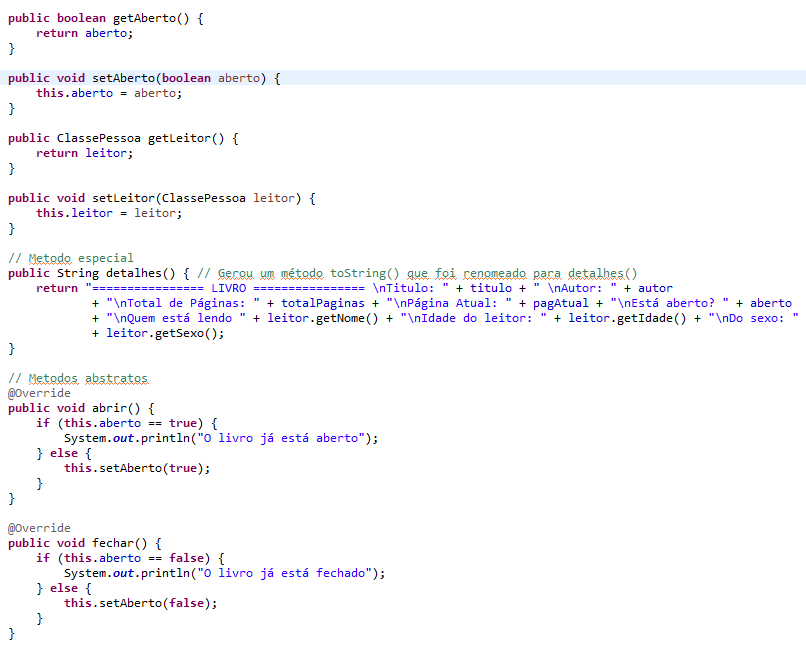 public boolean getAberto() {
    return aberto;
}

public void setAberto(boolean aberto) {
    this.aberto = aberto;
}

public ClassePessoa getLeitor() {
    return leitor;
}

public void setLeitor(ClassePessoa leitor) {
    this.leitor = leitor;
}

// Metodo especial
public String detalhes() { // Gerou um método toString() que foi renomeado para detalhes()
    return "================ LIVRO ================ \nTitulo: " + titulo + " \nAutor: " + autor
            + "\nTotal de Páginas: " + totalPaginas + "\nPágina Atual: " + pagAtual + "\nEstá aberto? " + aberto
            + "\nQuem está lendo " + leitor.getNome() + "\nIdade do leitor: " + leitor.getIdade() + "\nDo sexo: "
            + leitor.getSexo();
}

// Metodos abstratos
@Override
public void abrir() {
    if (this.aberto == true) {
        System.out.println("O livro já está aberto");
    } else {
        this.setAberto(true);
    }
}

@Override
public void fechar() {
    if (this.aberto == false) {
        System.out.println("O livro já está fechado");
    } else {
        this.setAberto(false);
    }
}